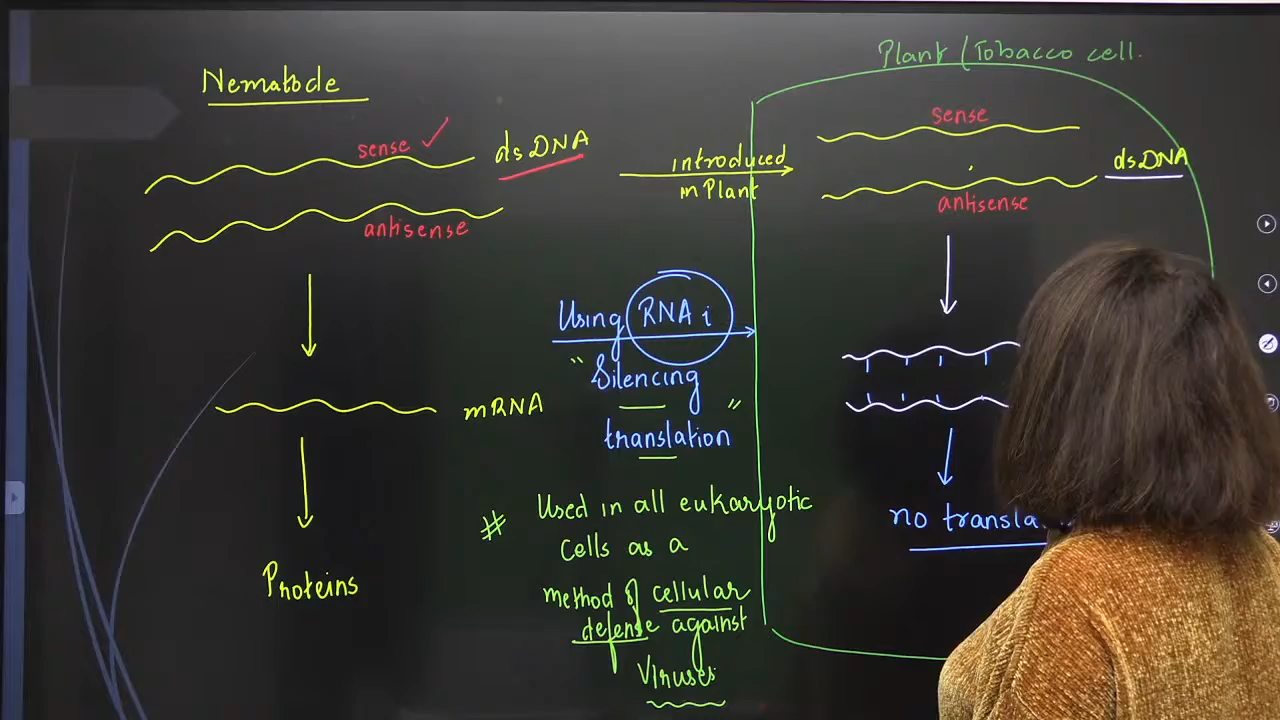 Nematode
sense ✓
dsDNA
antisense
mRNA
Proteins
introduced
in Plant
Using RNA i
"Silencing
translation"
# Used in all eukaryotic
cells as a
method of cellular
defense against
Viruses
Plant (Tobacco cell.
sense
dsDNA
antisense
no